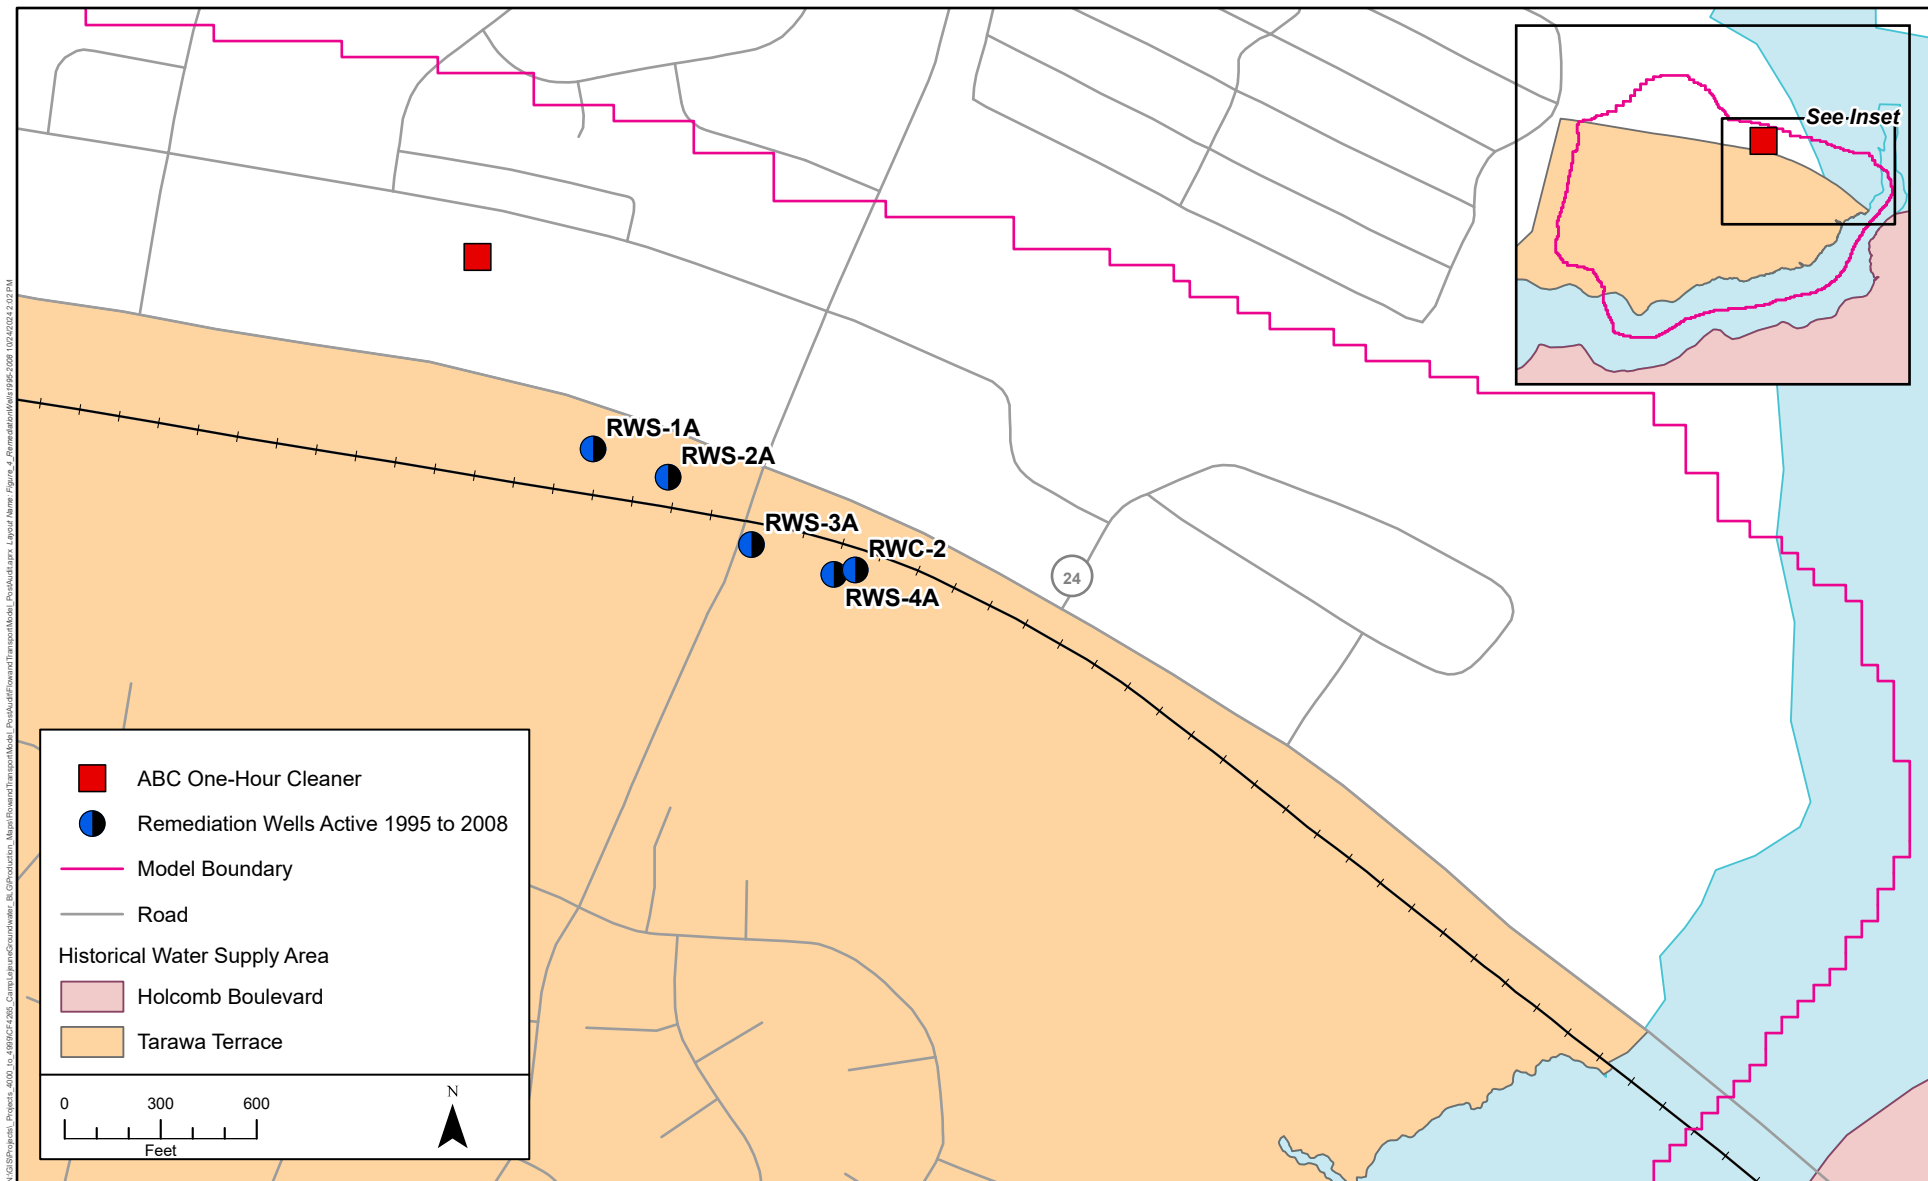 See Inset
RWS-1A
RWS-2A
RWS-3A
RWC-2
RWS-4A
24
ABC One-Hour Cleaner
Remediation Wells Active 1995 to 2008
Model Boundary
Road
Historical Water Supply Area
Holcomb Boulevard
Tarawa Terrace
0 300 600
Feet
N